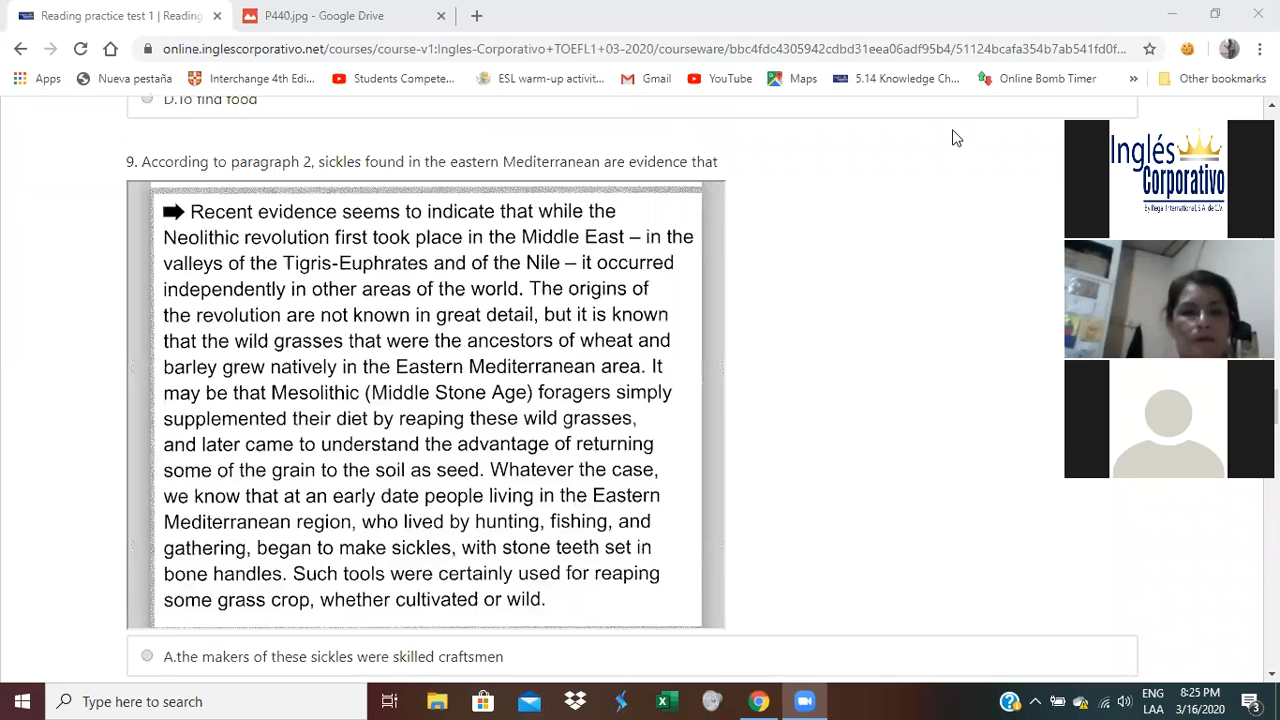 Reading practice test 1 | Reading
P440.jpg - Google Drive
online.inglescorporativo.net/courses/course-v1:Ingles-Corporativo+TOEFL1+03-2020/courseware/bbc4fdc4305942cdbd31eea06adf95b4/51124bcafa354b7ab541fd0f...
Apps
Nueva pestaña
Interchange 4th Edi...
Students Compete...
ESL warm-up activit...
Gmail
YouTube
Maps
5.14 Knowledge Ch...
Online Bomb Timer
»
Other bookmarks
D.To find food
9. According to paragraph 2, sickles found in the eastern Mediterranean are evidence that
➡ Recent evidence seems to indicate that while the
Neolithic revolution first took place in the Middle East – in the
valleys of the Tigris-Euphrates and of the Nile – it occurred
independently in other areas of the world. The origins of
the revolution are not known in great detail, but it is known
that the wild grasses that were the ancestors of wheat and
barley grew natively in the Eastern Mediterranean area. It
may be that Mesolithic (Middle Stone Age) foragers simply
supplemented their diet by reaping these wild grasses,
and later came to understand the advantage of returning
some of the grain to the soil as seed. Whatever the case,
we know that at an early date people living in the Eastern
Mediterranean region, who lived by hunting, fishing, and
gathering, began to make sickles, with stone teeth set in
bone handles. Such tools were certainly used for reaping
some grass crop, whether cultivated or wild.
A.the makers of these sickles were skilled craftsmen
Inglés
Corporativo
Type here to search
ENG
LAA
8:25 PM
3/16/2020
3